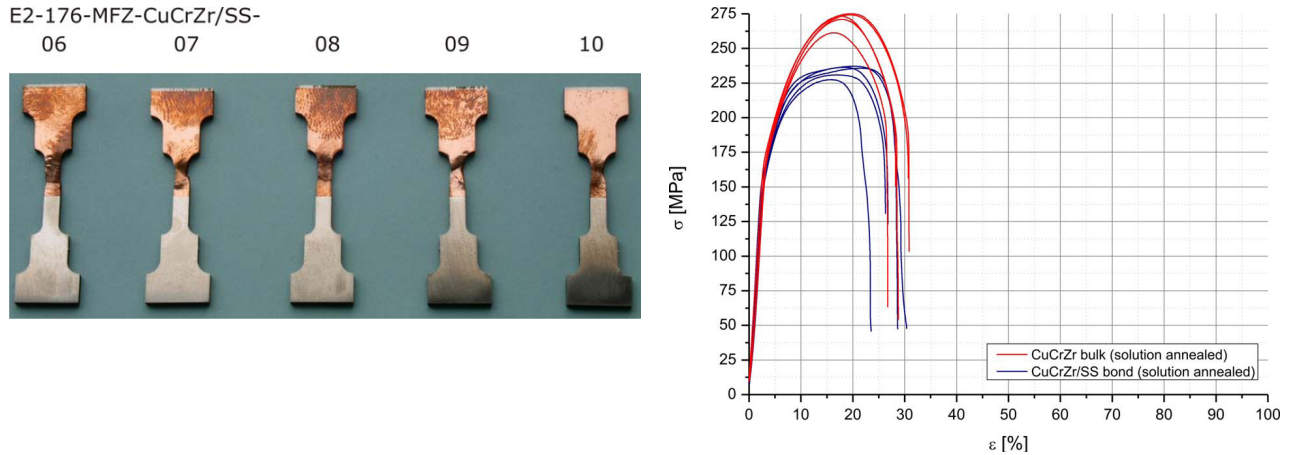 E2-176-MFZ-CuCrZr/SS-
06 07 08 09 10
275
250
225
200
175
150
125
100
75
50
25
0
σ [MPa]
CuCrZr bulk (solution annealed)
CuCrZr/SS bond (solution annealed)
0 10 20 30 40 50 60 70 80 90 100
ε [%]